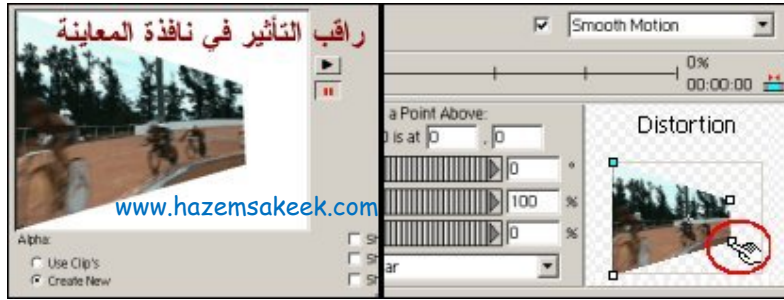 راقب التأثير في نافذة المعاينة
www.hazemsakeek.com
Alpha:
Use Clip's
Create New
Smooth Motion
0%
00:00:00
a Point Above:
is at 0 , 0
0 °
100 %
0 %
Distortion